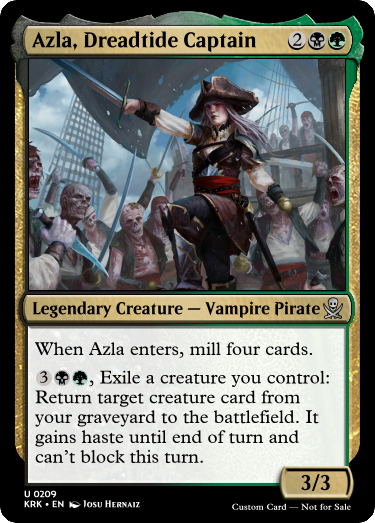 Azla, Dreadtide Captain 2
Legendary Creature — Vampire Pirate
When Azla enters, mill four cards.
3, Exile a creature you control:
Return target creature card from
your graveyard to the battlefield. It
gains haste until end of turn and
can't block this turn.
3/3
U 0209
KRK • EN Josu Hernaiz
Custom Card — Not for Sale